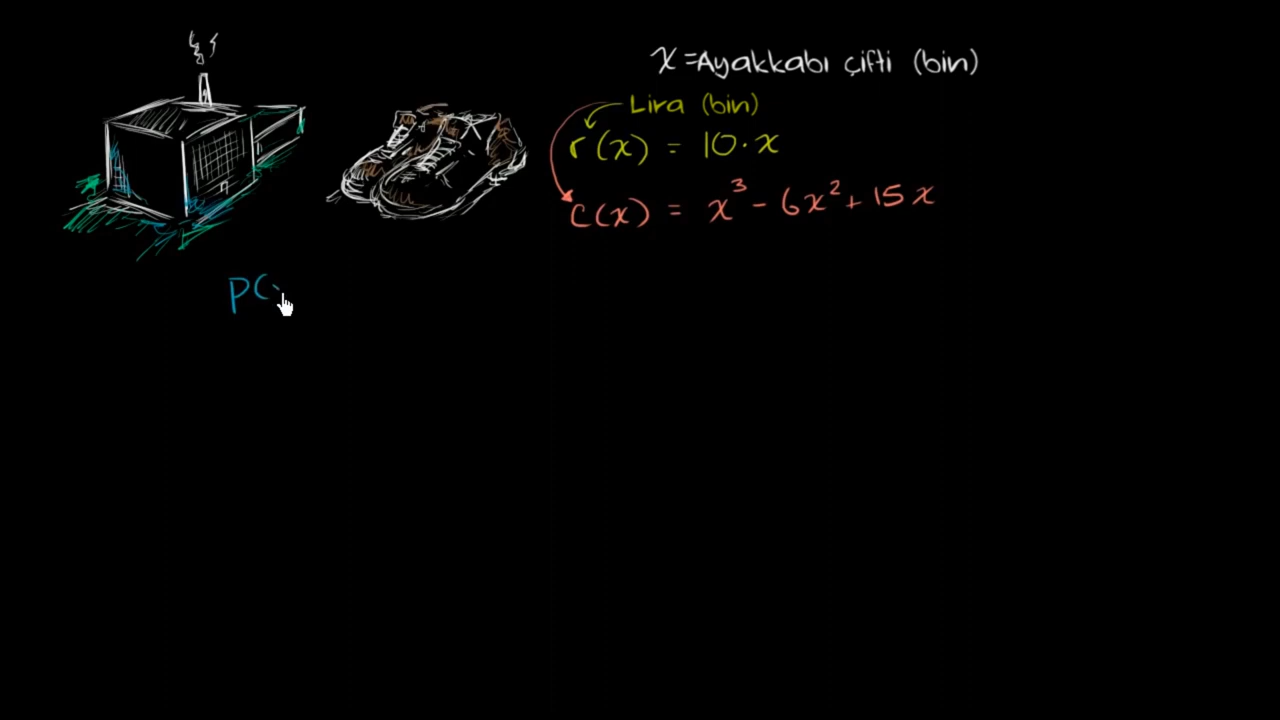 x = Ayakkabı çifti (bin)
Lira (bin)
r(x) = 10·x
c(x) = x³ - 6x² + 15x
P(